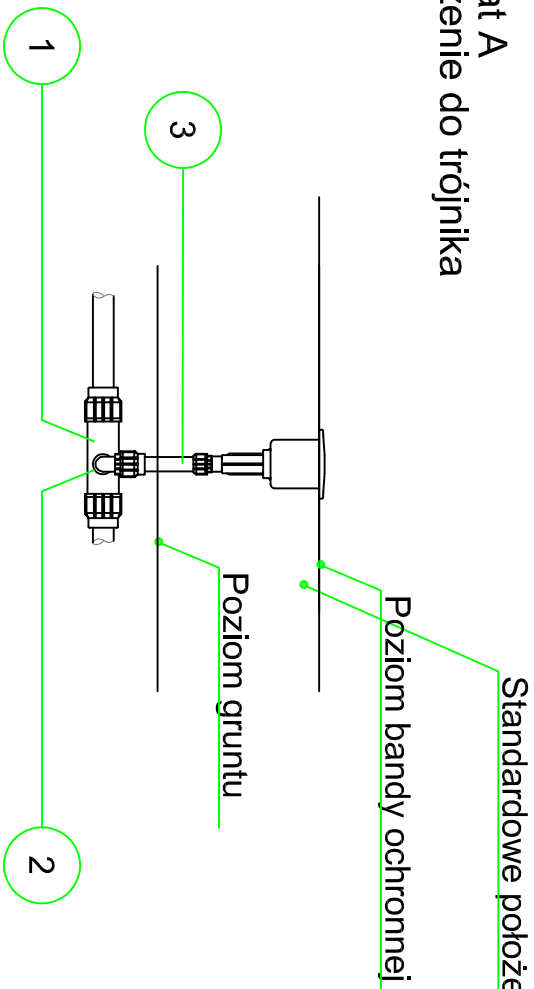 at A
zenie do trójnika
Standardowe położe
Poziom bandy ochronnej
Poziom gruntu
3
1
2